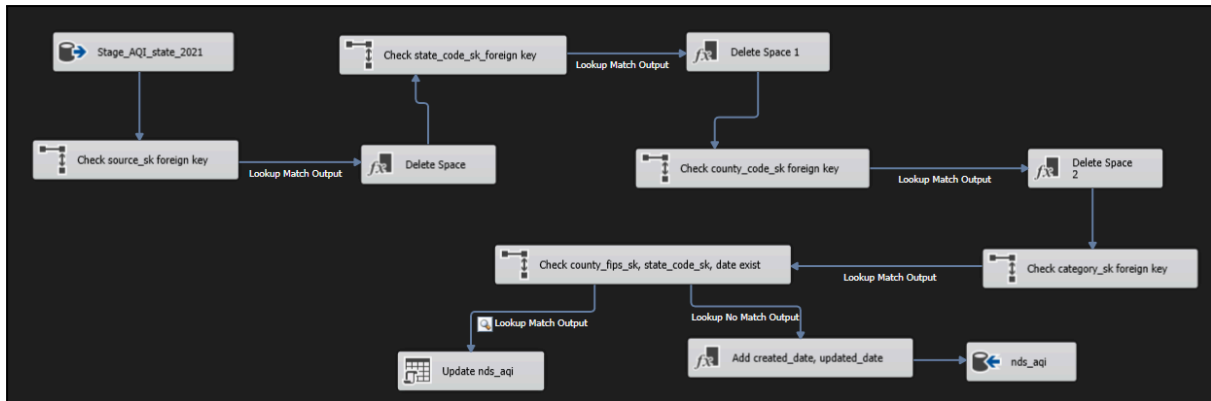 Stage_AQI_state_2021
Check source_sk foreign key
Lookup Match Output
Delete Space
Check state_code_sk_foreign key
Lookup Match Output
Delete Space 1
Check county_code_sk foreign key
Lookup Match Output
Delete Space
2
Check category_sk foreign key
Lookup Match Output
Check county_fips_sk, state_code_sk, date exist
Lookup Match Output
Update nds_aqi
Lookup No Match Output
Add created_date, updated_date
nds_aqi